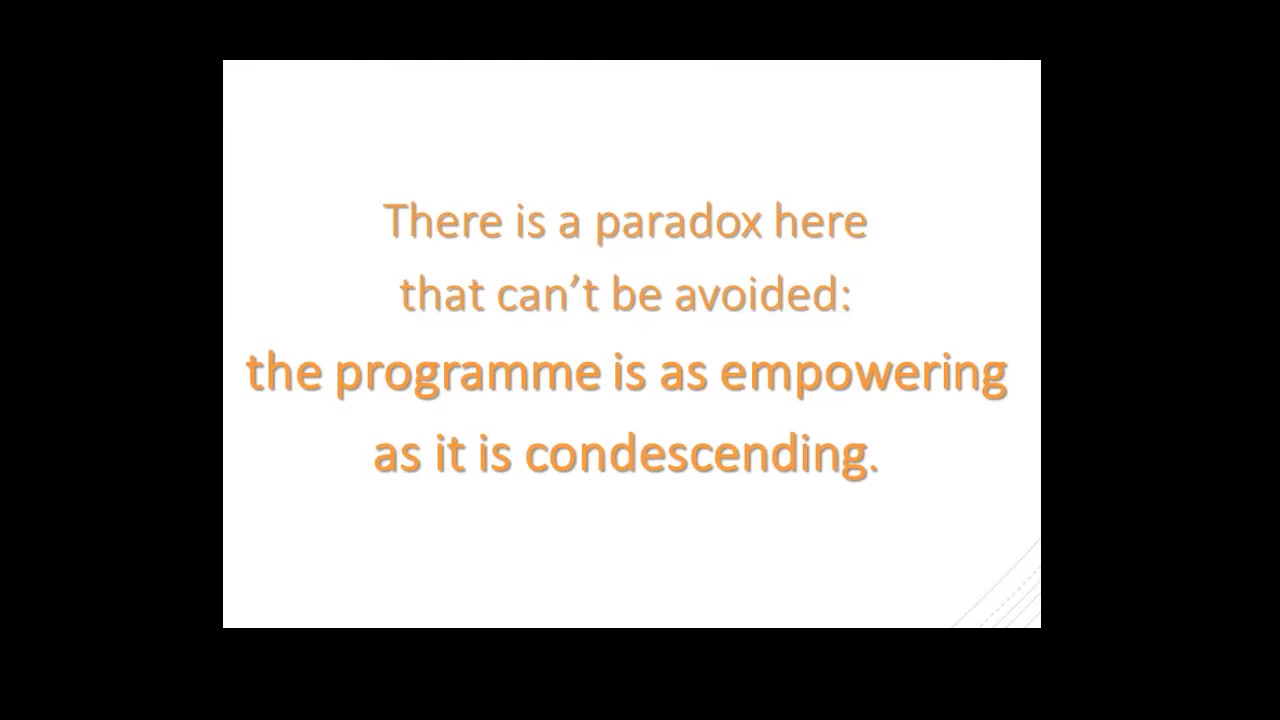 There is a paradox here
that can’t be avoided:
the programme is as empowering
as it is condescending.